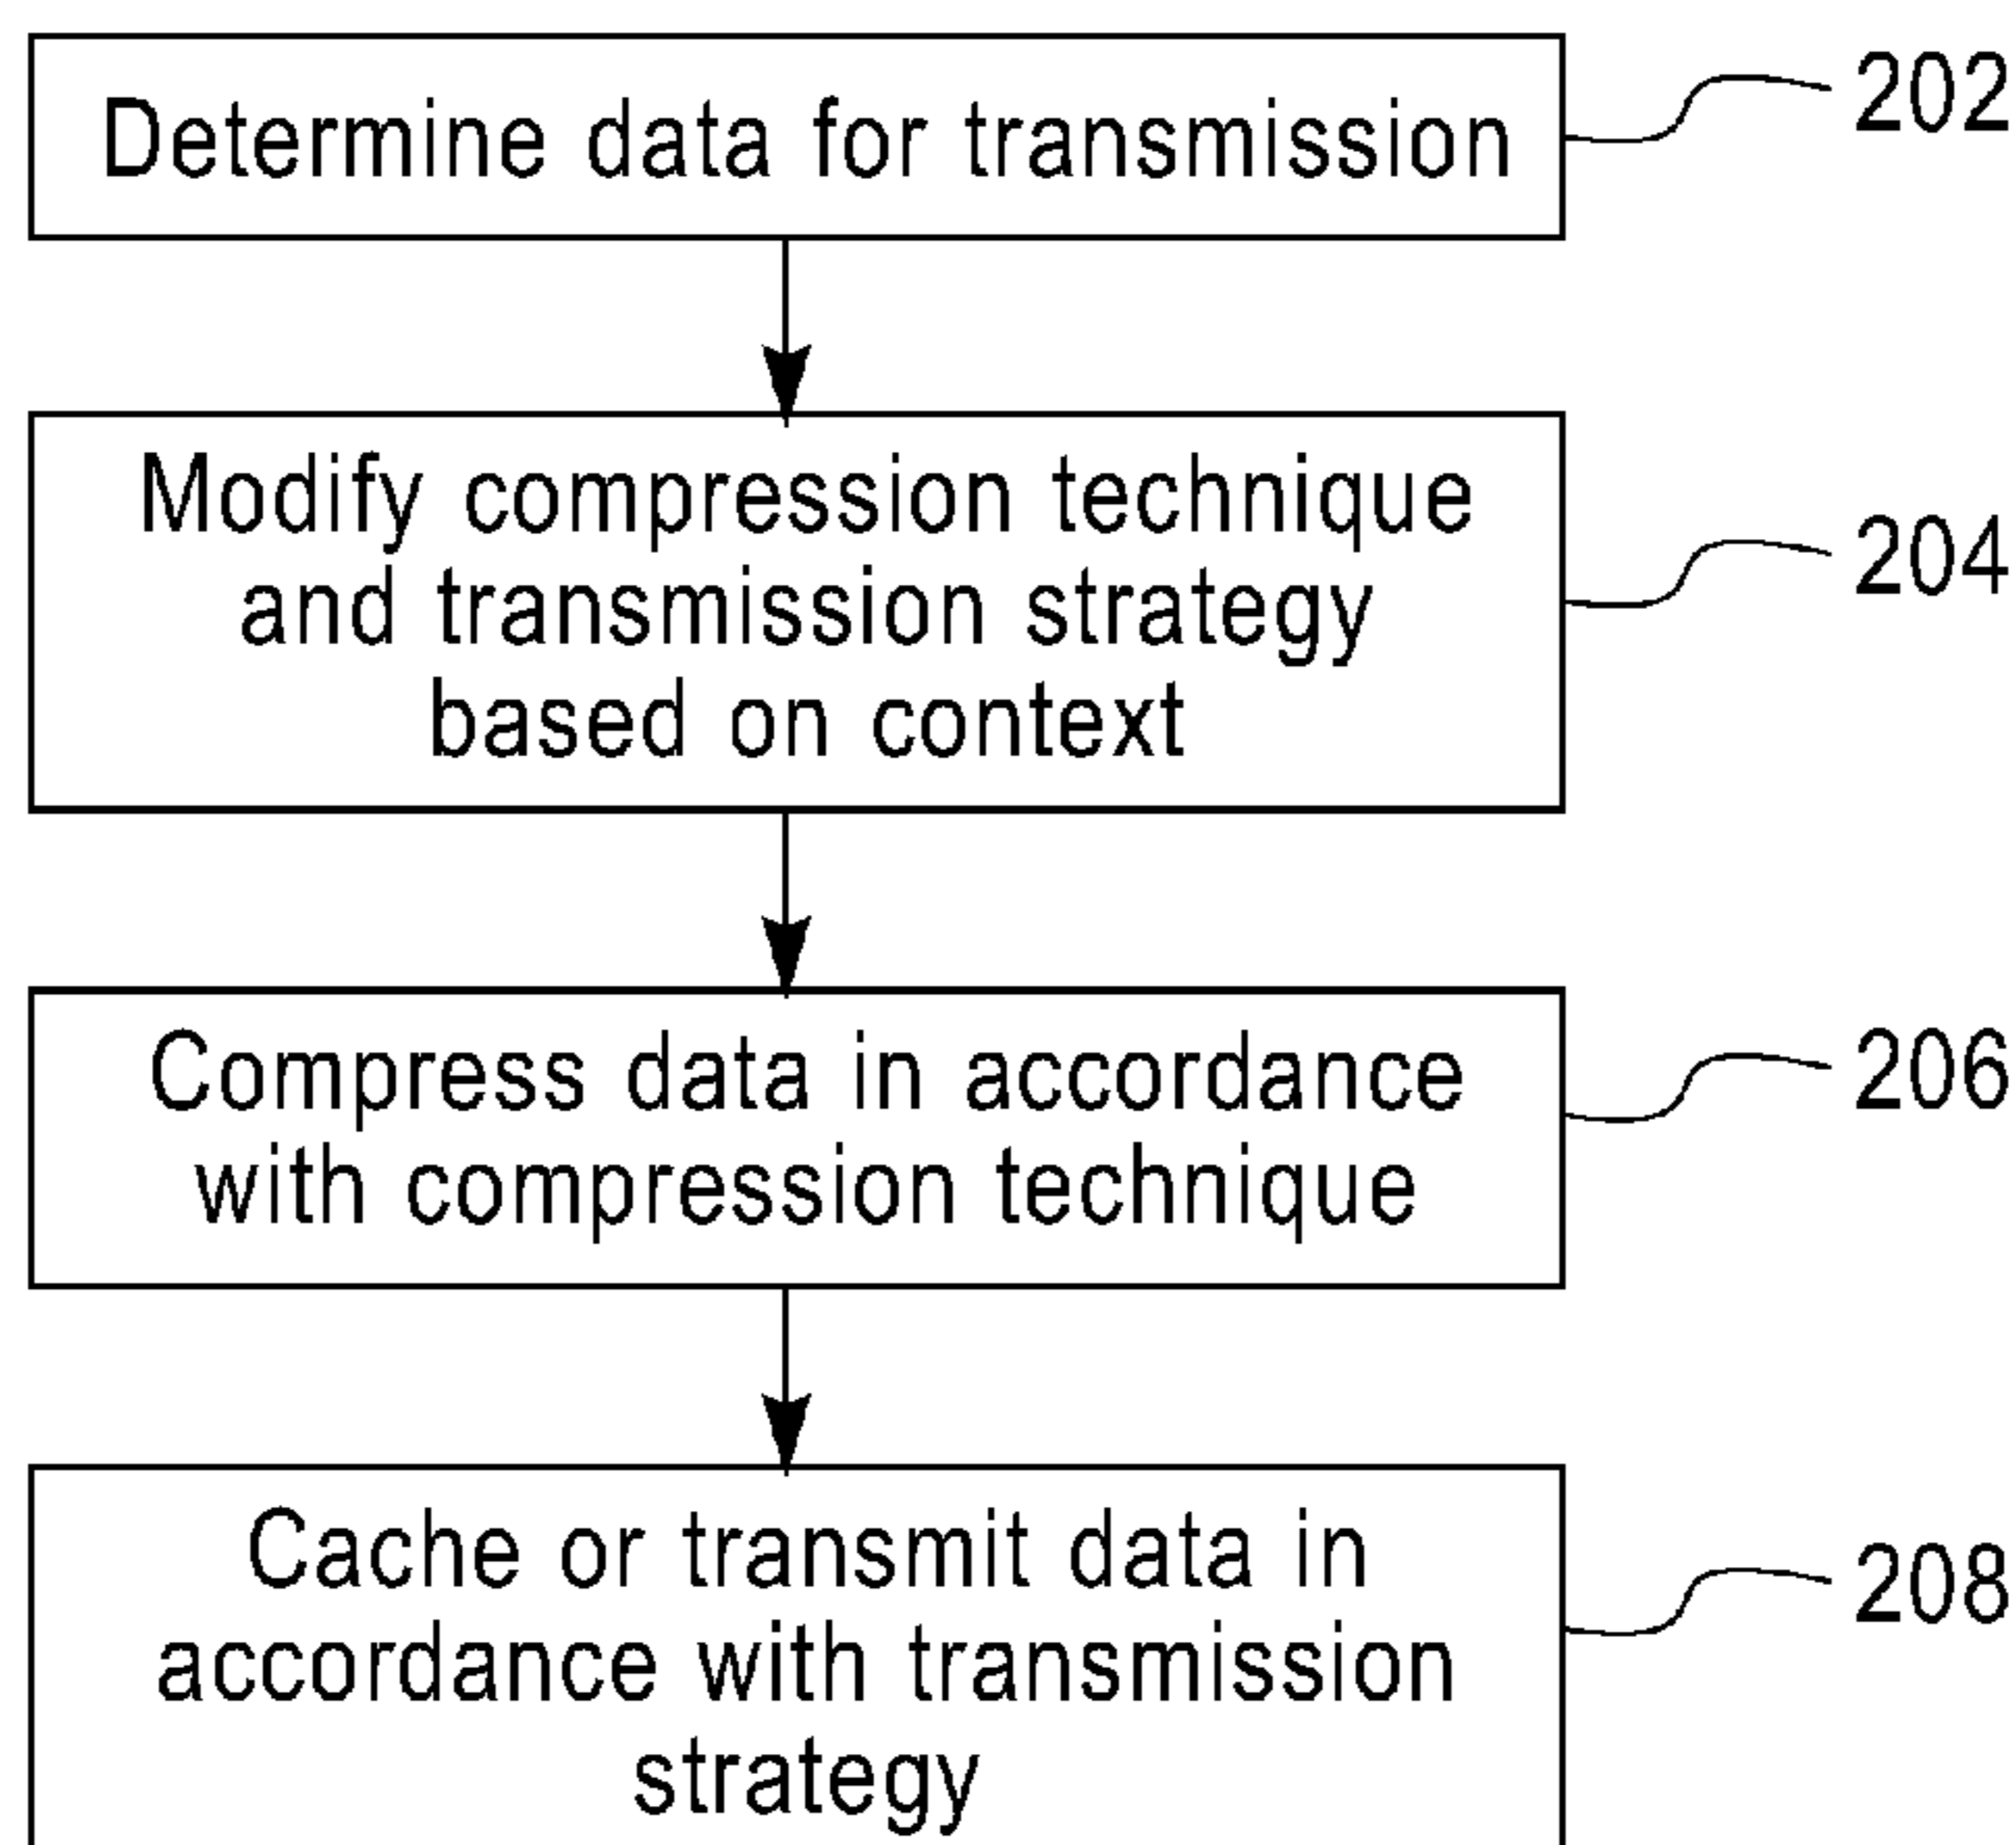 Determine data for transmission
202
Modify compression technique
and transmission strategy
based on context
204
Compress data in accordance
with compression technique
206
Cache or transmit data in
accordance with transmission
strategy
208